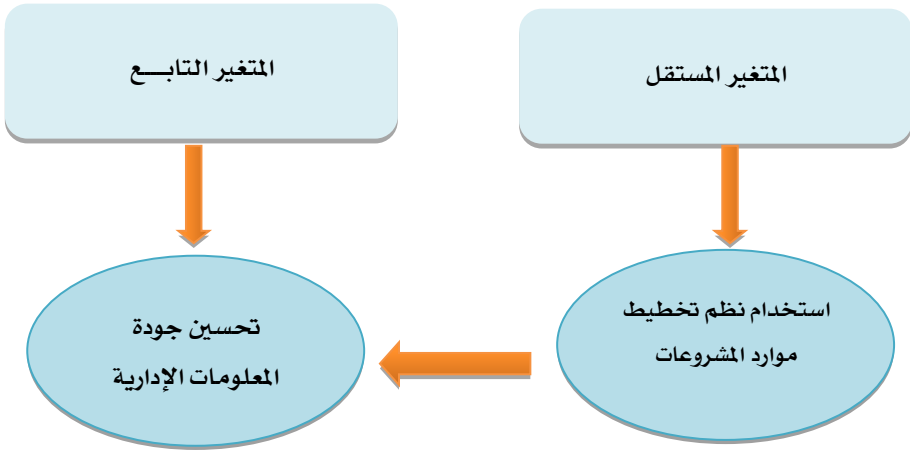 المتغير المستقل
المتغير التابـــع
استخدام نظم تخطيط
موارد المشروعات
تحسين جودة
المعلومات الإدارية